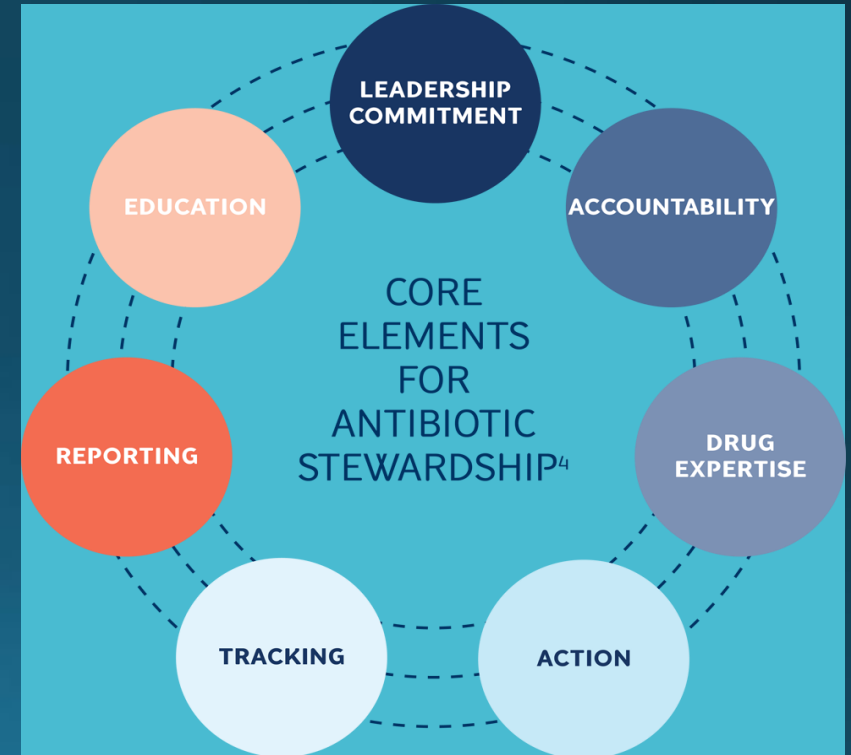 LEADERSHIP
COMMITMENT
ACCOUNTABILITY
DRUG
EXPERTISE
ACTION
TRACKING
REPORTING
EDUCATION
CORE
ELEMENTS
FOR
ANTIBIOTIC
STEWARDSHIP⁴